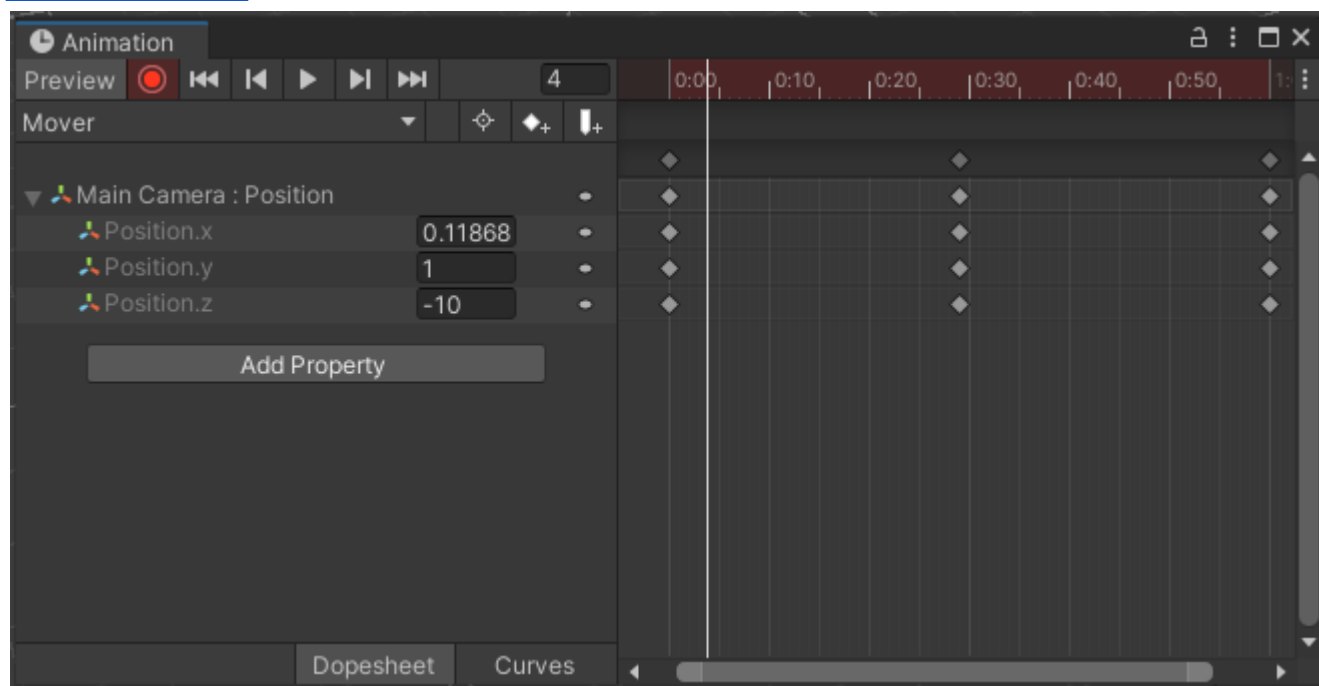 Animation
Preview 4 0:00 0:10 0:20 0:30 0:40 0:50
Mover
Main Camera : Position
Position.x 0.11868
Position.y 1
Position.z -10
Add Property
Dopesheet Curves